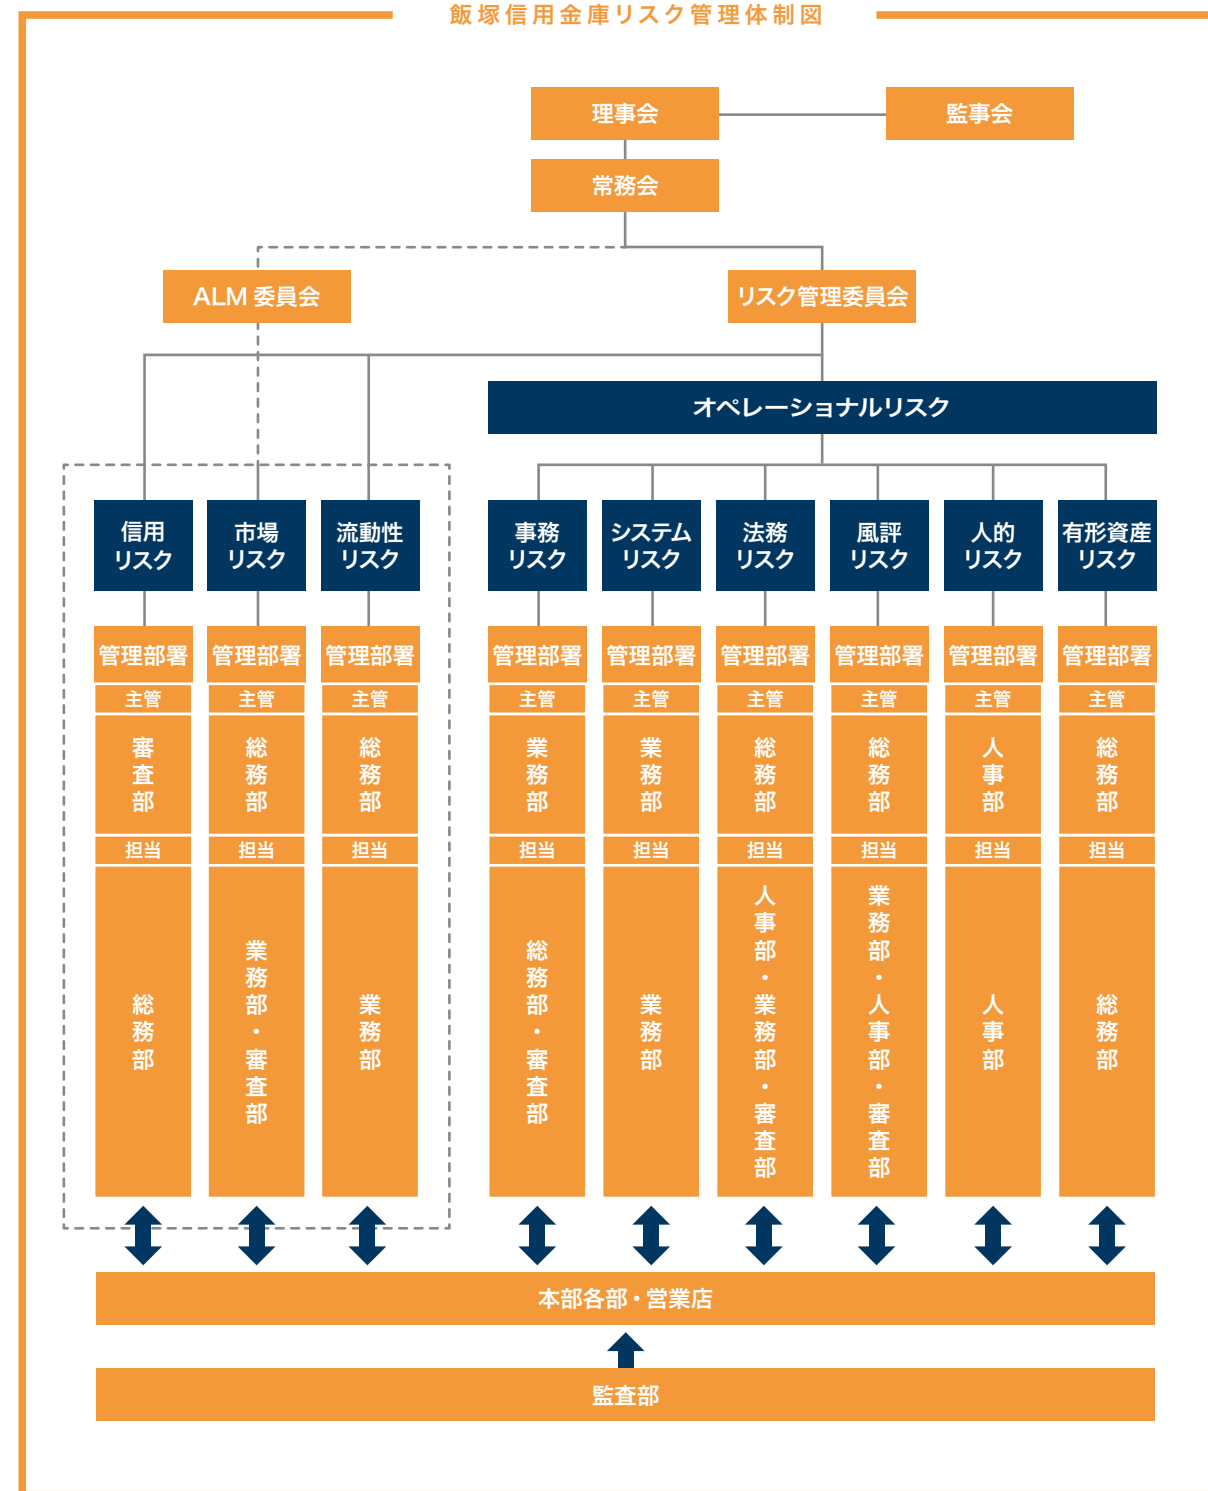 飯塚信用金庫リスク管理体制図
理事会
監事会
常務会
ALM 委員会
リスク管理委員会
オペレーショナルリスク
信用
リスク
市場
リスク
流動性
リスク
事務
リスク
システム
リスク
法務
リスク
風評
リスク
人的
リスク
有形資産
リスク
管理部署
管理部署
管理部署
管理部署
管理部署
管理部署
管理部署
管理部署
管理部署
主管
主管
主管
主管
主管
主管
主管
主管
主管
審査部
総務部
総務部
業務部
業務部
総務部
総務部
人事部
総務部
担当
担当
担当
担当
担当
担当
担当
担当
担当
総務部
業務部・審査部
業務部
総務部・審査部
業務部
人事部・業務部・審査部
業務部・人事部・審査部
人事部
総務部
本部各部・営業店
監査部